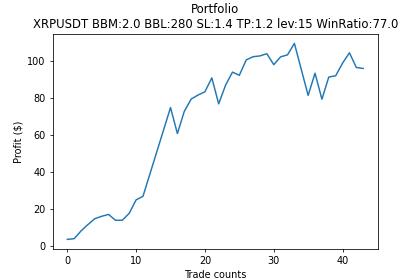 Portfolio
XRPUSDT BBM:2.0 BBL:280 SL:1.4 TP:1.2 lev:15 WinRatio:77.0
100
80
60
40
20
0
Profit ($)
0
10
20
30
40
Trade counts